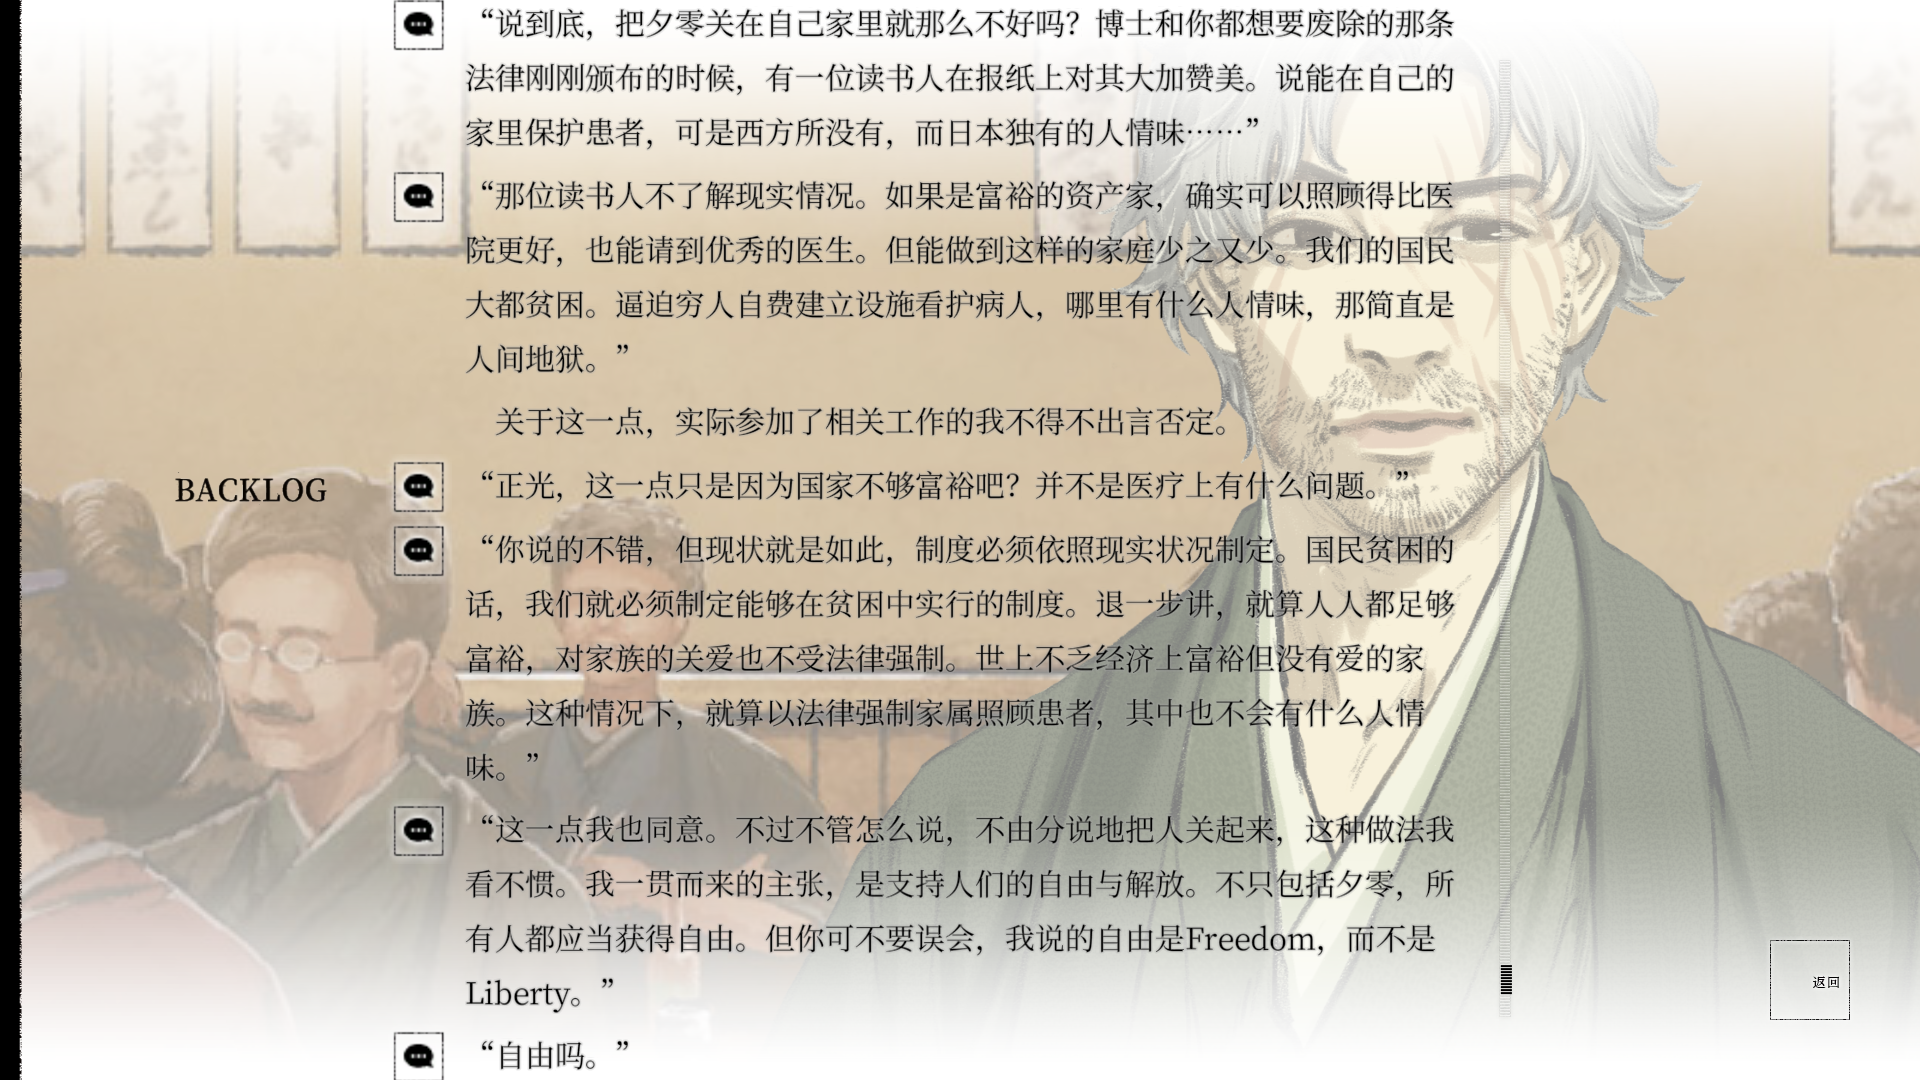 “说到底，把夕零关在自己家里就那么不好吗？博士和你都想要废除的那条
法律刚刚颁布的时候，有一位读书人在报纸上对其大加赞美。说能在自己的
家里保护患者，可是西方所没有，而日本独有的人情味……”
“那位读书人不了解现实情况。如果是富裕的资产家，确实可以照顾得比医
院更好，也能请到优秀的医生。但能做到这样的家庭少之又少。我们的国民
大都贫困。逼迫穷人自费建立设施看护病人，哪里有什么人情味，那简直是
人间地狱。”
关于这一点，实际参加了相关工作的我不得不出言否定。
BACKLOG
“正光，这一点只是因为国家不够富裕吧？并不是医疗上有什么问题。”
“你说的不错，但现状就是如此，制度必须依照现实状况制定。国民贫困的
话，我们就必须制定能够在贫困中实行的制度。退一步讲，就算人人都足够
富裕，对家族的关爱也不受法律强制。世上不乏经济上富裕但没有爱的家
族。这种情况下，就算以法律强制家属照顾患者，其中也不会有什么人情
味。”
“这一点我也同意。不过不管怎么说，不由分说地把人关起来，这种做法我
看不惯。我一贯而来的主张，是支持人们的自由与解放。不只包括夕零，所
有人都应当获得自由。但你可不要误会，我说的自由是Freedom，而不是
Liberty。”
“自由吗。”
返回